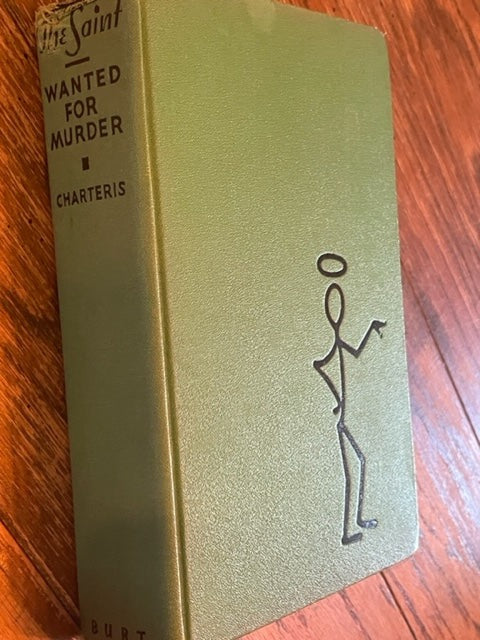 The Saint
WANTED
FOR
MURDER
CHARTERIS
BURT